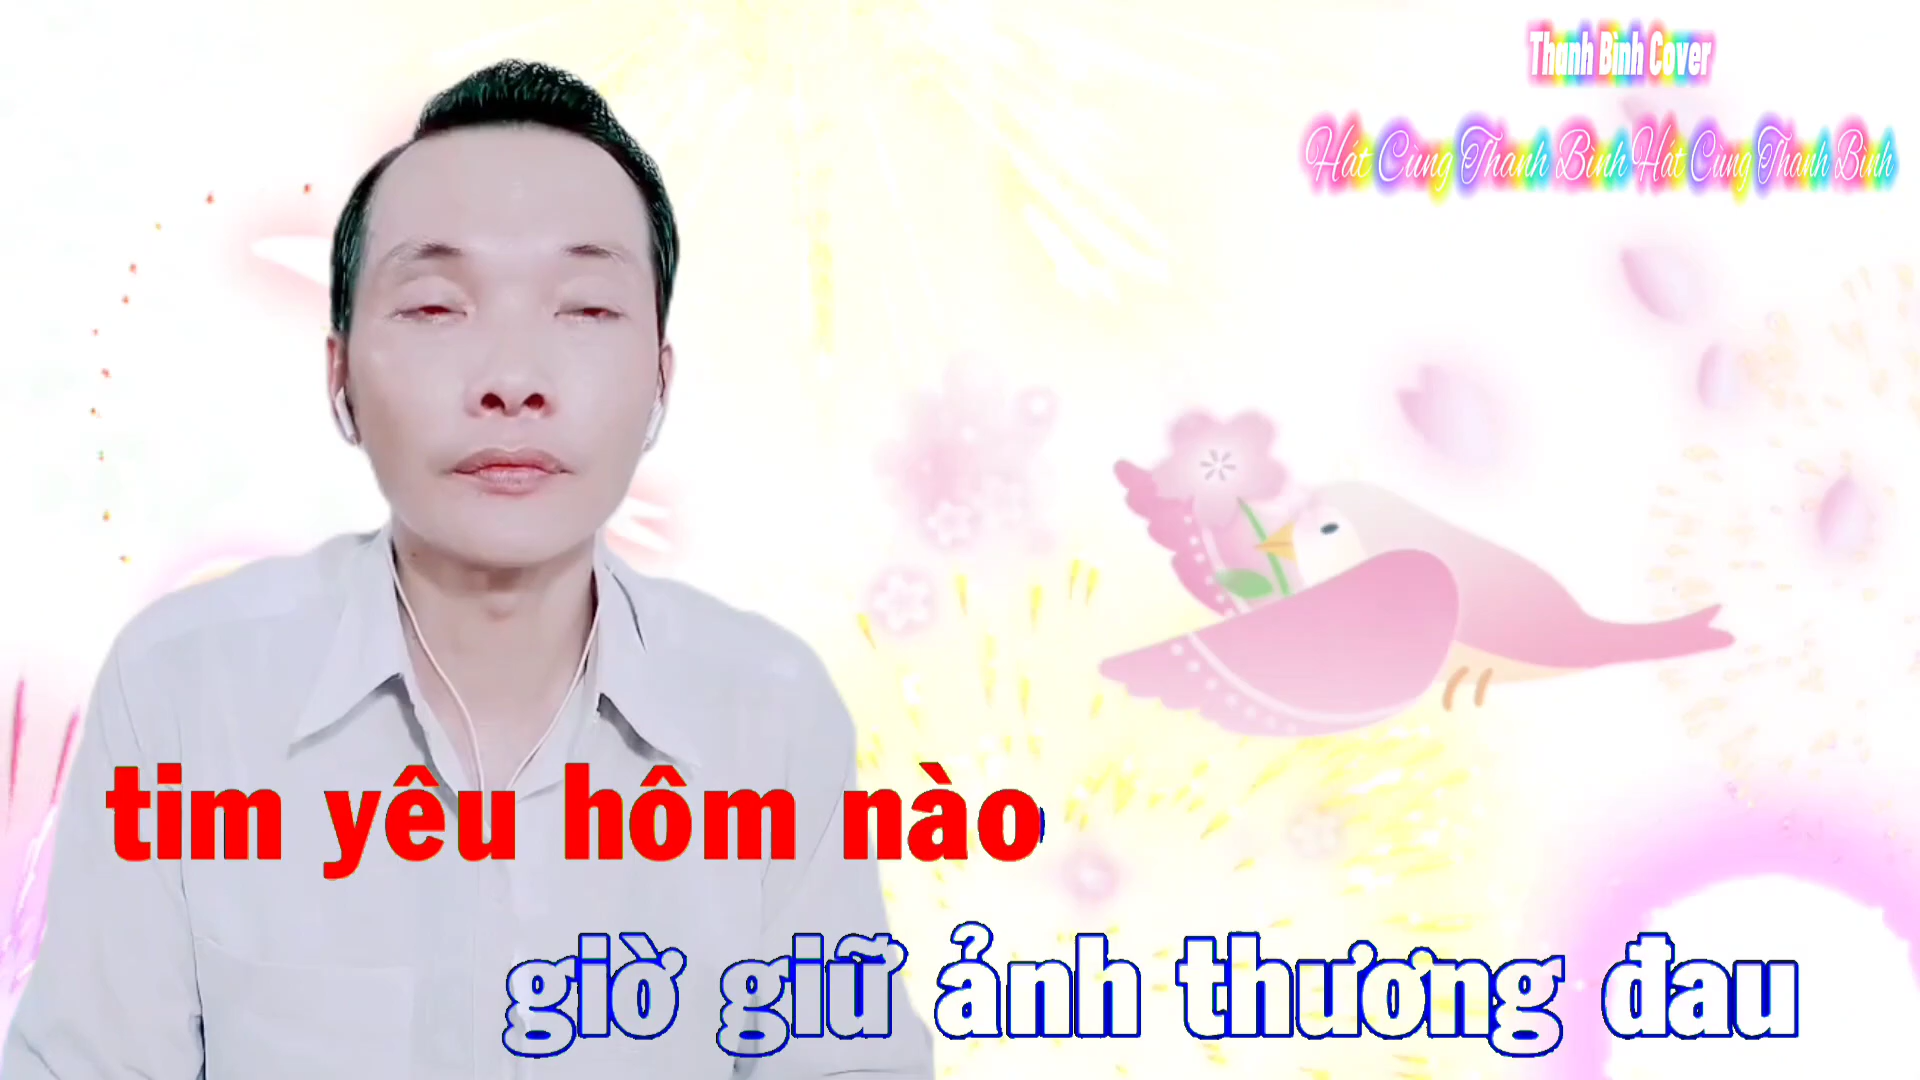 Thanh Bình Cover
Hát Cùng Thanh Bình Hát Cùng Thanh Bình
tim yêu hôm nào
giờ giữ ảnh thương đau